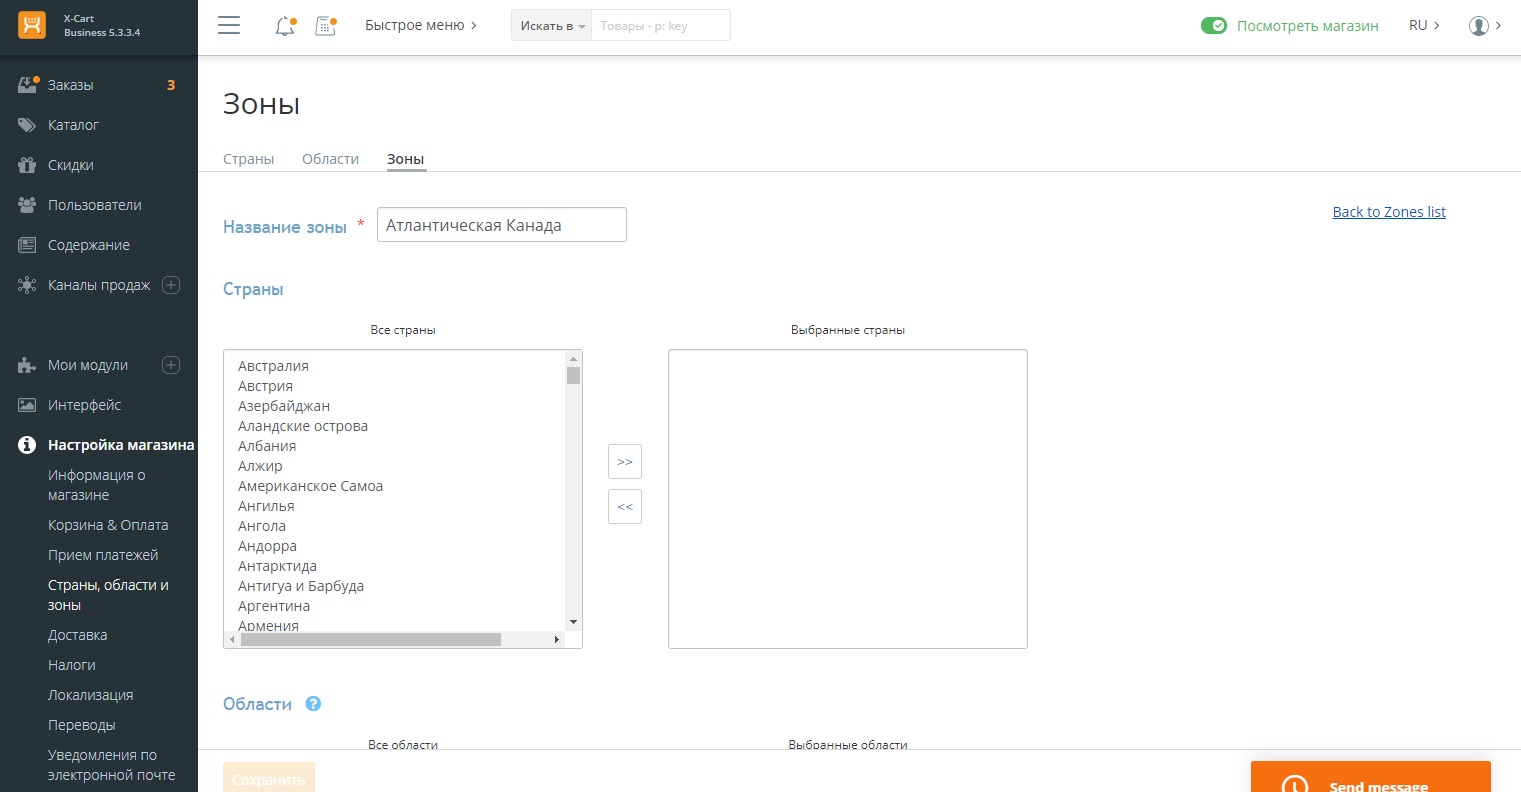 X-Cart
Business 5.3.3.4
Быстрое меню
Искать в
Товары - p: key
Посмотреть магазин
RU
Заказы
3
Каталог
Скидки
Пользователи
Содержание
Каналы продаж
Мои модули
Интерфейс
Настройка магазина
Информация о
магазине
Корзина & Оплата
Прием платежей
Страны, области и
зоны
Доставка
Налоги
Локализация
Переводы
Уведомления по
электронной почте
Зоны
Страны
Области
Зоны
Название зоны *
Атлантическая Канада
Back to Zones list
Страны
Все страны
Выбранные страны
Австралия
Австрия
Азербайджан
Аландские острова
Албания
Алжир
Американское Самоа
Ангилья
Ангола
Андорра
Антарктида
Антигуа и Барбуда
Аргентина
Армения
>>
<<
Области ?
Все области
Выбранные области
Сохранить
Send message